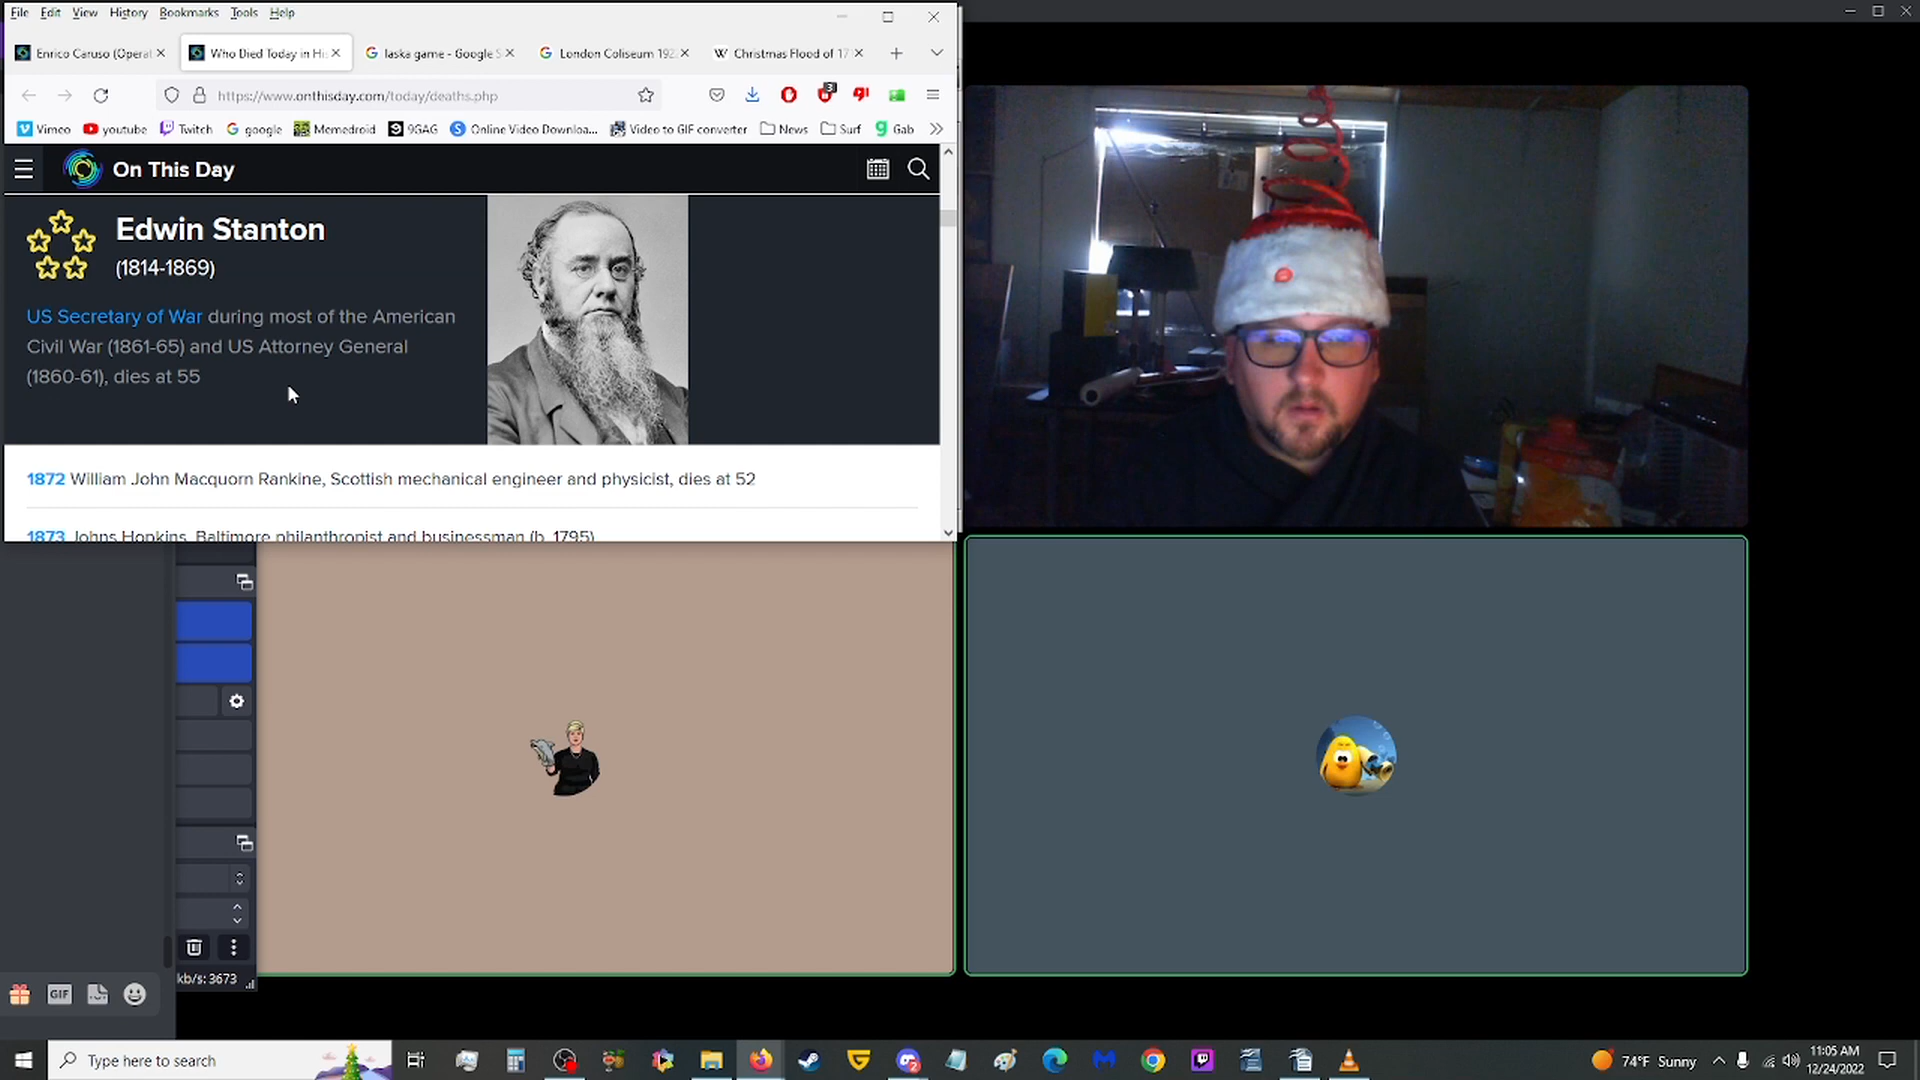 File Edit View History Bookmarks Tools Help
Enrico Caruso (Operat
Who Died Today in Hi
laska game - Google S
London Coliseum 192
Christmas Flood of 17
https://www.onthisday.com/today/deaths.php
Vimeo youtube Twitch google Memedroid 9GAG Online Video Downloa... Video to GIF converter News Surf Gab
On This Day
Edwin Stanton
(1814-1869)
US Secretary of War during most of the American
Civil War (1861-65) and US Attorney General
(1860-61), dies at 55
1872 William John Macquorn Rankine, Scottish mechanical engineer and physicist, dies at 52
1873 Johns Hopkins, Baltimore philanthropist and businessman (b. 1795)
kb/s: 3673
GIF
Type here to search
74°F Sunny
11:05 AM
12/24/2022